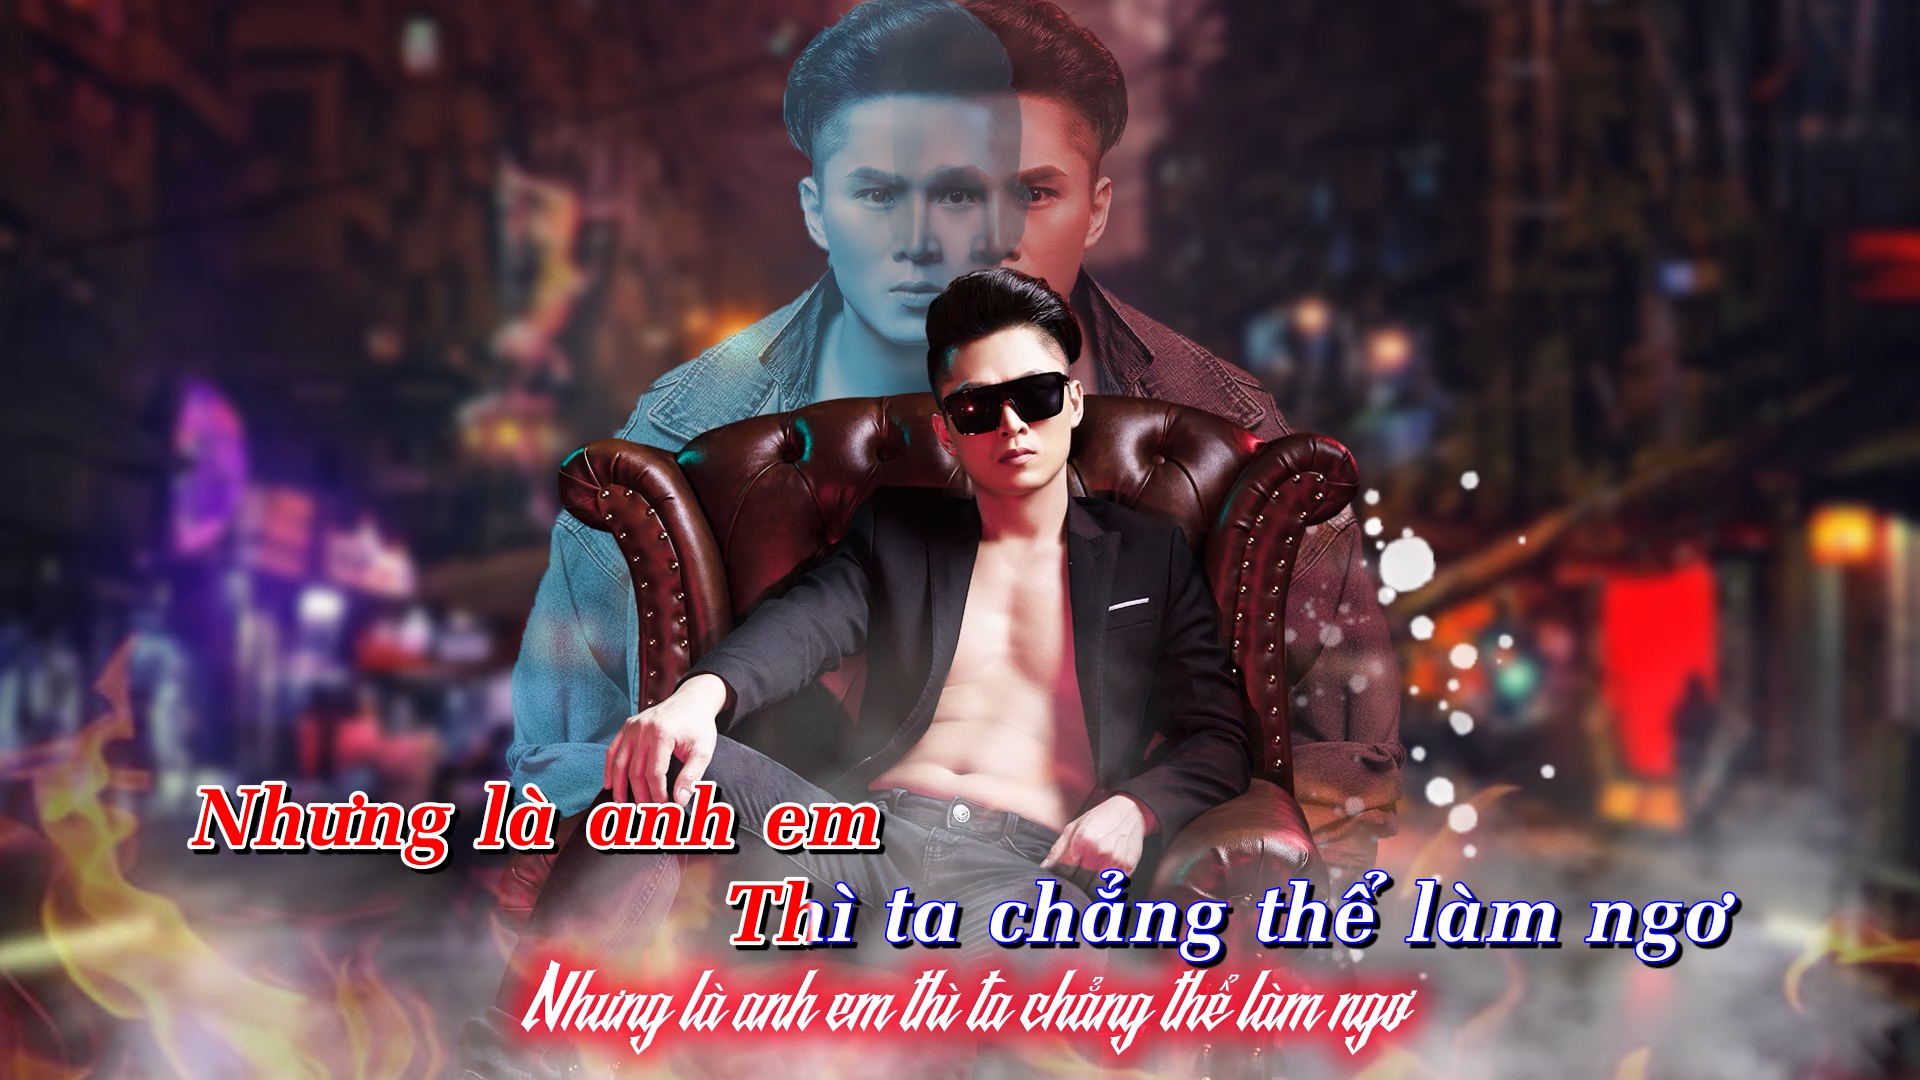 Nhưng là anh em
Thì ta chẳng thể làm ngơ
Nhưng là anh em thì ta chẳng thể làm ngơ